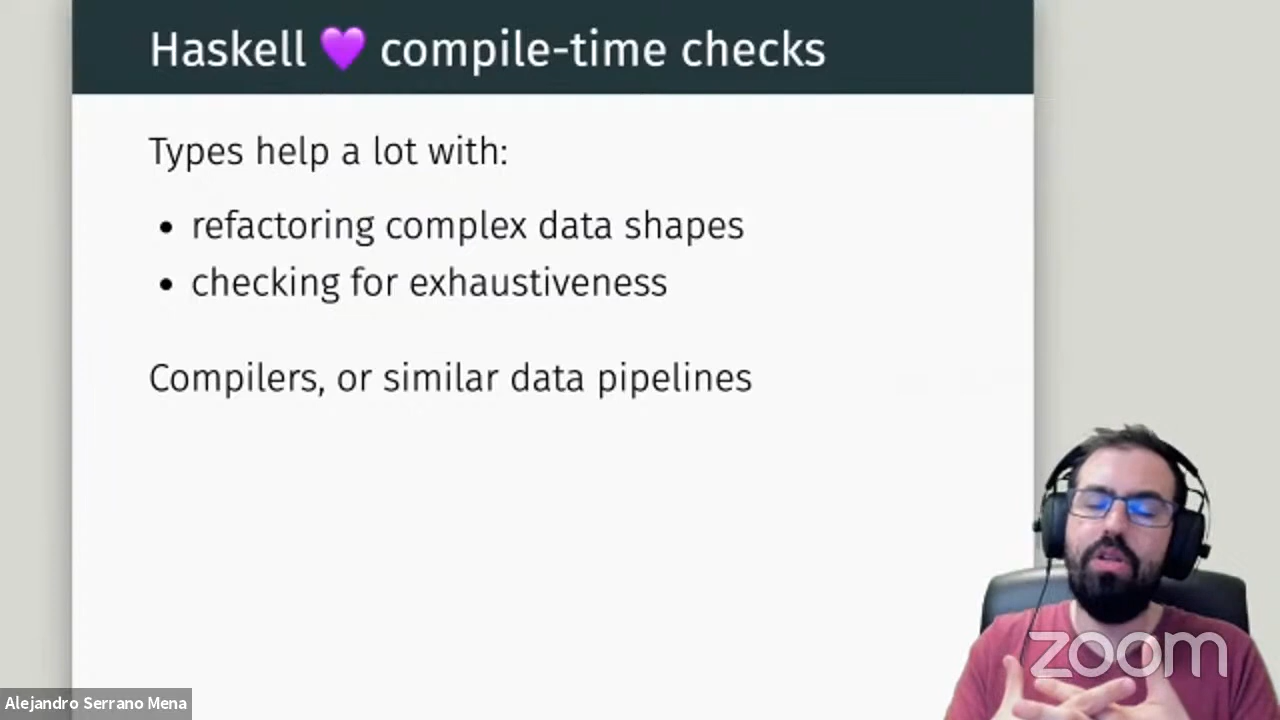 Haskell 💜 compile-time checks
Types help a lot with:
• refactoring complex data shapes
• checking for exhaustiveness
Compilers, or similar data pipelines
zoom
Alejandro Serrano Mena